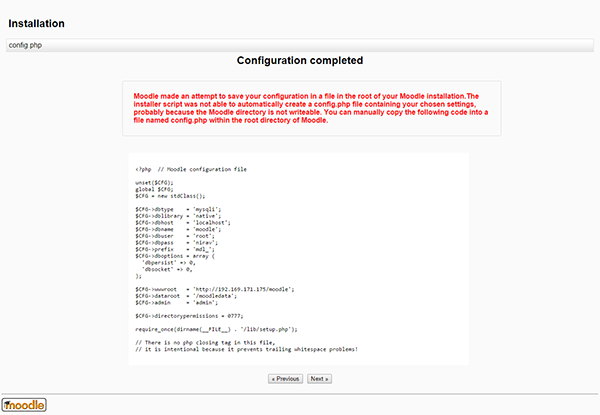 Installation
config php
Configuration completed
Moodle made an attempt to save your configuration in a file in the root of your Moodle installation.The
installer script was not able to automatically create a config.php file containing your chosen settings,
probably because the Moodle directory is not writeable. You can manually copy the following code into a
file named config.php within the root directory of Moodle.
<?php  // Moodle configuration file
unset($CFG);
global $CFG;
$CFG = new stdClass();
$CFG->dbtype    = 'mysqli';
$CFG->dblibrary = 'native';
$CFG->dbhost    = 'localhost';
$CFG->dbname    = 'moodle';
$CFG->dbuser    = 'root';
$CFG->dbpass    = 'nirav';
$CFG->prefix    = 'mdl_';
$CFG->dboptions = array (
  'dbpersist' => 0,
  'dbsocket' => 0,
);
$CFG->wwwroot   = 'http://192.169.171.175/moodle';
$CFG->dataroot  = '/moodledata';
$CFG->admin     = 'admin';
$CFG->directorypermissions = 0777;
require_once(dirname(__FILE__) . '/lib/setup.php');
// There is no php closing tag in this file,
// it is intentional because it prevents trailing whitespace problems!
« Previous Next »
moodle